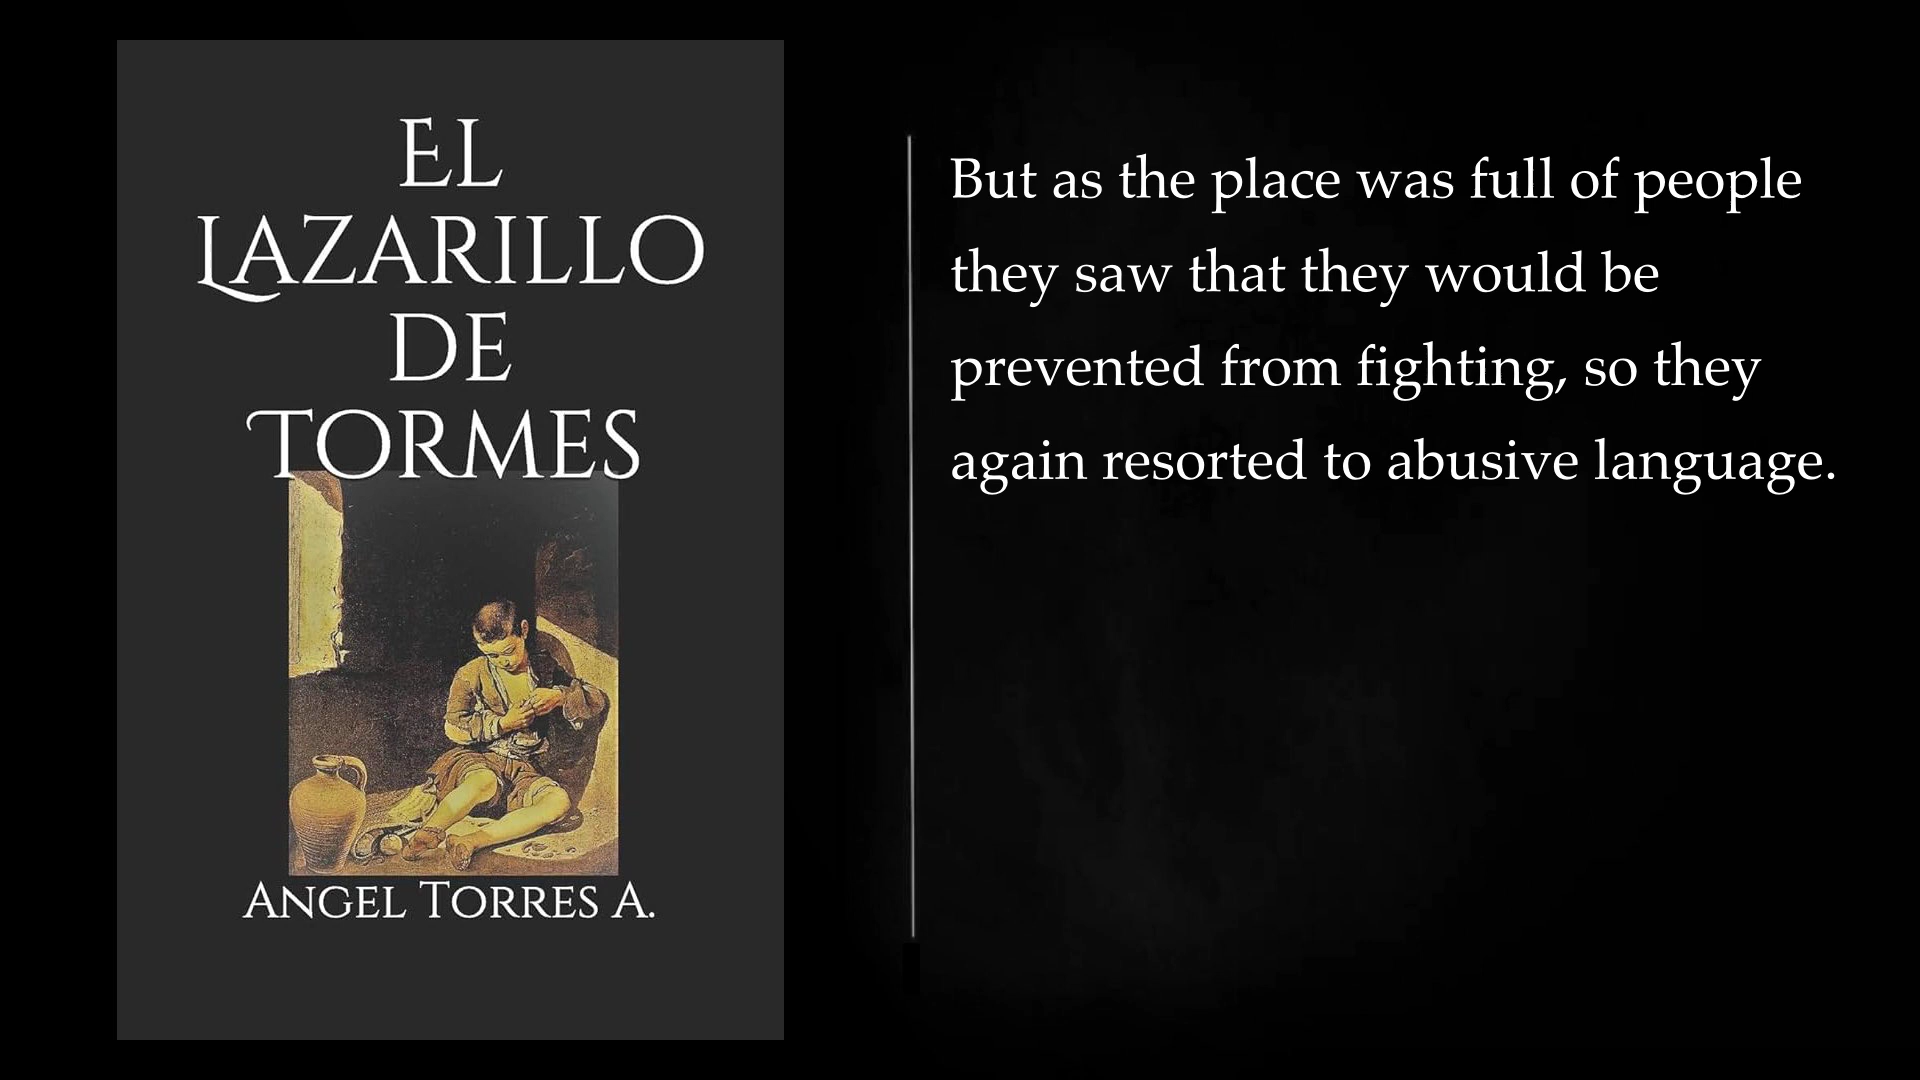 El
Lazarillo
de
Tormes
Angel Torres A.
But as the place was full of people
they saw that they would be
prevented from fighting, so they
again resorted to abusive language.